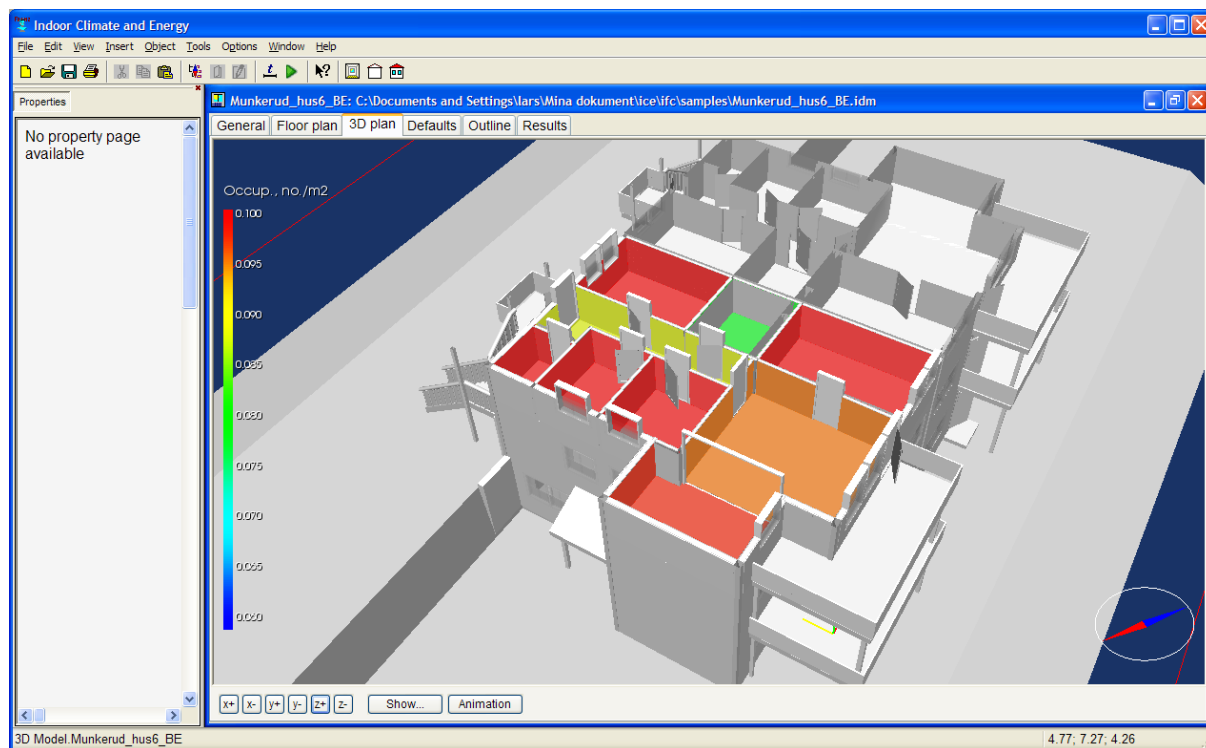 Indoor Climate and Energy
File Edit View Insert Object Tools Options Window Help
Properties
No property page
available
Munkerud_hus6_BE: C:\Documents and Settings\lars\Mina dokument\ice\ifc\samples\Munkerud_hus6_BE.idm
General Floor plan 3D plan Defaults Outline Results
Occup., no./m2
0.100
0.095
0.090
0.085
0.080
0.075
0.070
0.065
0.060
x+ x- y+ y- z+ z- Show... Animation
3D Model.Munkerud_hus6_BE 4.77; 7.27; 4.26